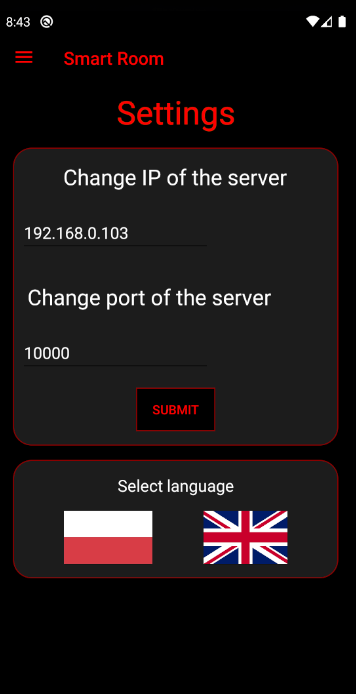 8:43
Smart Room
Settings
Change IP of the server
192.168.0.103
Change port of the server
10000
SUBMIT
Select language